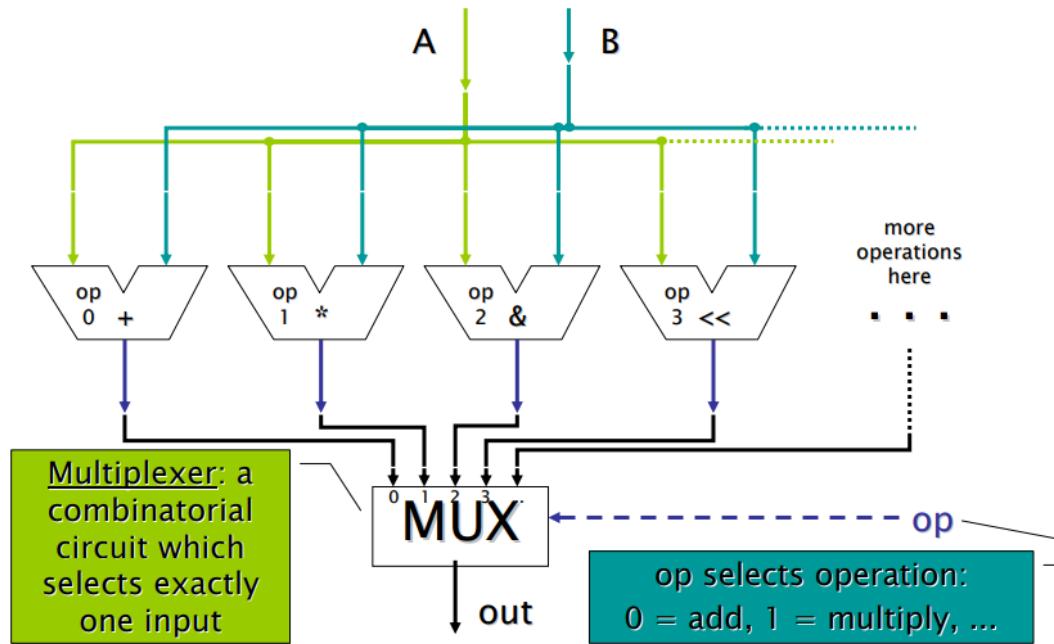 A B
more
operations
here
. . .
op
0 +
op
1 *
op
2 &
op
3 <<
0 1 2 3 ..
MUX
op
out
Multiplexer: a
combinatorial
circuit which
selects exactly
one input
op selects operation:
0 = add, 1 = multiply, ...